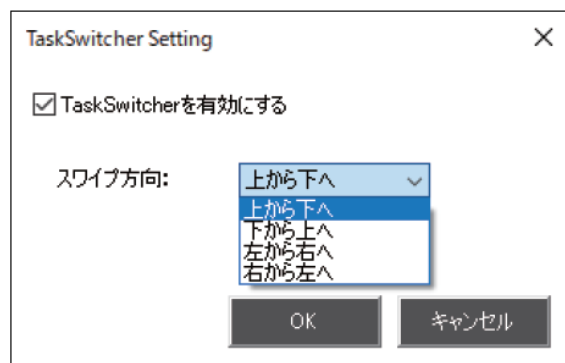 TaskSwitcher Setting
TaskSwitcherを有効にする
スワイプ方向: 上から下へ
上から下へ
下から上へ
左から右へ
右から左へ
OK キャンセル